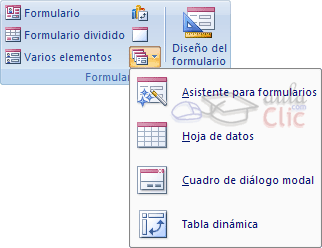 Formulario
Formulario dividido
Varios elementos
Diseño del
formulario
Formular
Asistente para formularios
Hoja de datos
Cuadro de diálogo modal
Tabla dinámica
aula
Clic
.com